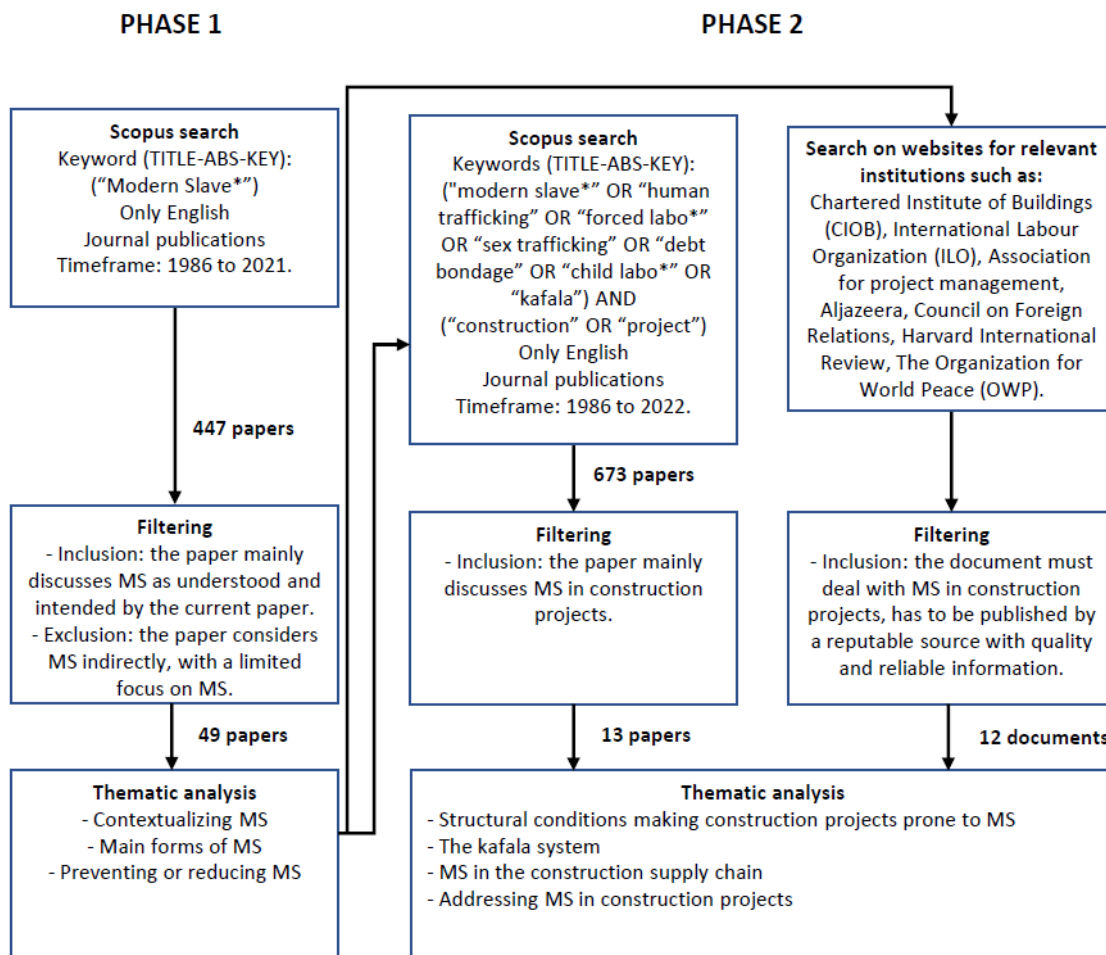 PHASE 1
PHASE 2
Scopus search
Keyword (TITLE-ABS-KEY):
(“Modern Slave*”)
Only English
Journal publications
Timeframe: 1986 to 2021.
447 papers
Filtering
- Inclusion: the paper mainly
discusses MS as understood and
intended by the current paper.
- Exclusion: the paper considers
MS indirectly, with a limited
focus on MS.
49 papers
Thematic analysis
- Contextualizing MS
- Main forms of MS
- Preventing or reducing MS
Scopus search
Keywords (TITLE-ABS-KEY):
("modern slave*” OR “human
trafficking” OR “forced labo*”
OR “sex trafficking” OR “debt
bondage” OR “child labo*” OR
“kafala”) AND
(“construction” OR “project”)
Only English
Journal publications
Timeframe: 1986 to 2022.
673 papers
Filtering
- Inclusion: the paper mainly
discusses MS in construction
projects.
13 papers
Search on websites for relevant
institutions such as:
Chartered Institute of Buildings
(CIOB), International Labour
Organization (ILO), Association
for project management,
Aljazeera, Council on Foreign
Relations, Harvard International
Review, The Organization for
World Peace (OWP).
Filtering
- Inclusion: the document must
deal with MS in construction
projects, has to be published by
a reputable source with quality
and reliable information.
12 documents
Thematic analysis
- Structural conditions making construction projects prone to MS
- The kafala system
- MS in the construction supply chain
- Addressing MS in construction projects